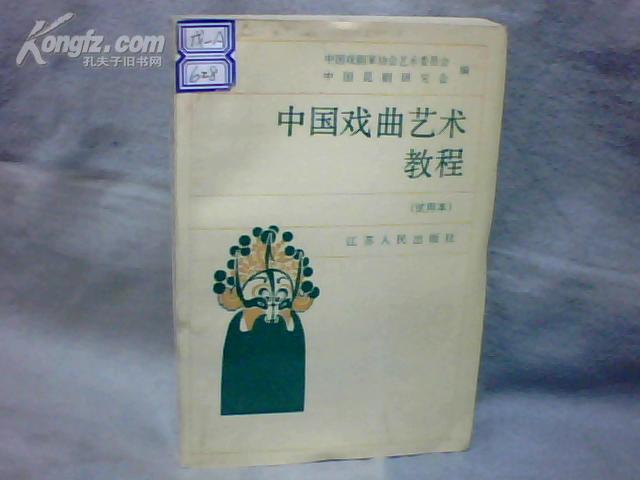 Kongfz.com
孔夫子旧书网
戏-A
628
中国戏剧家协会艺术委员会
中国昆剧研究会
编
中国戏曲艺术
教程
(试用本)
江苏人民出版社